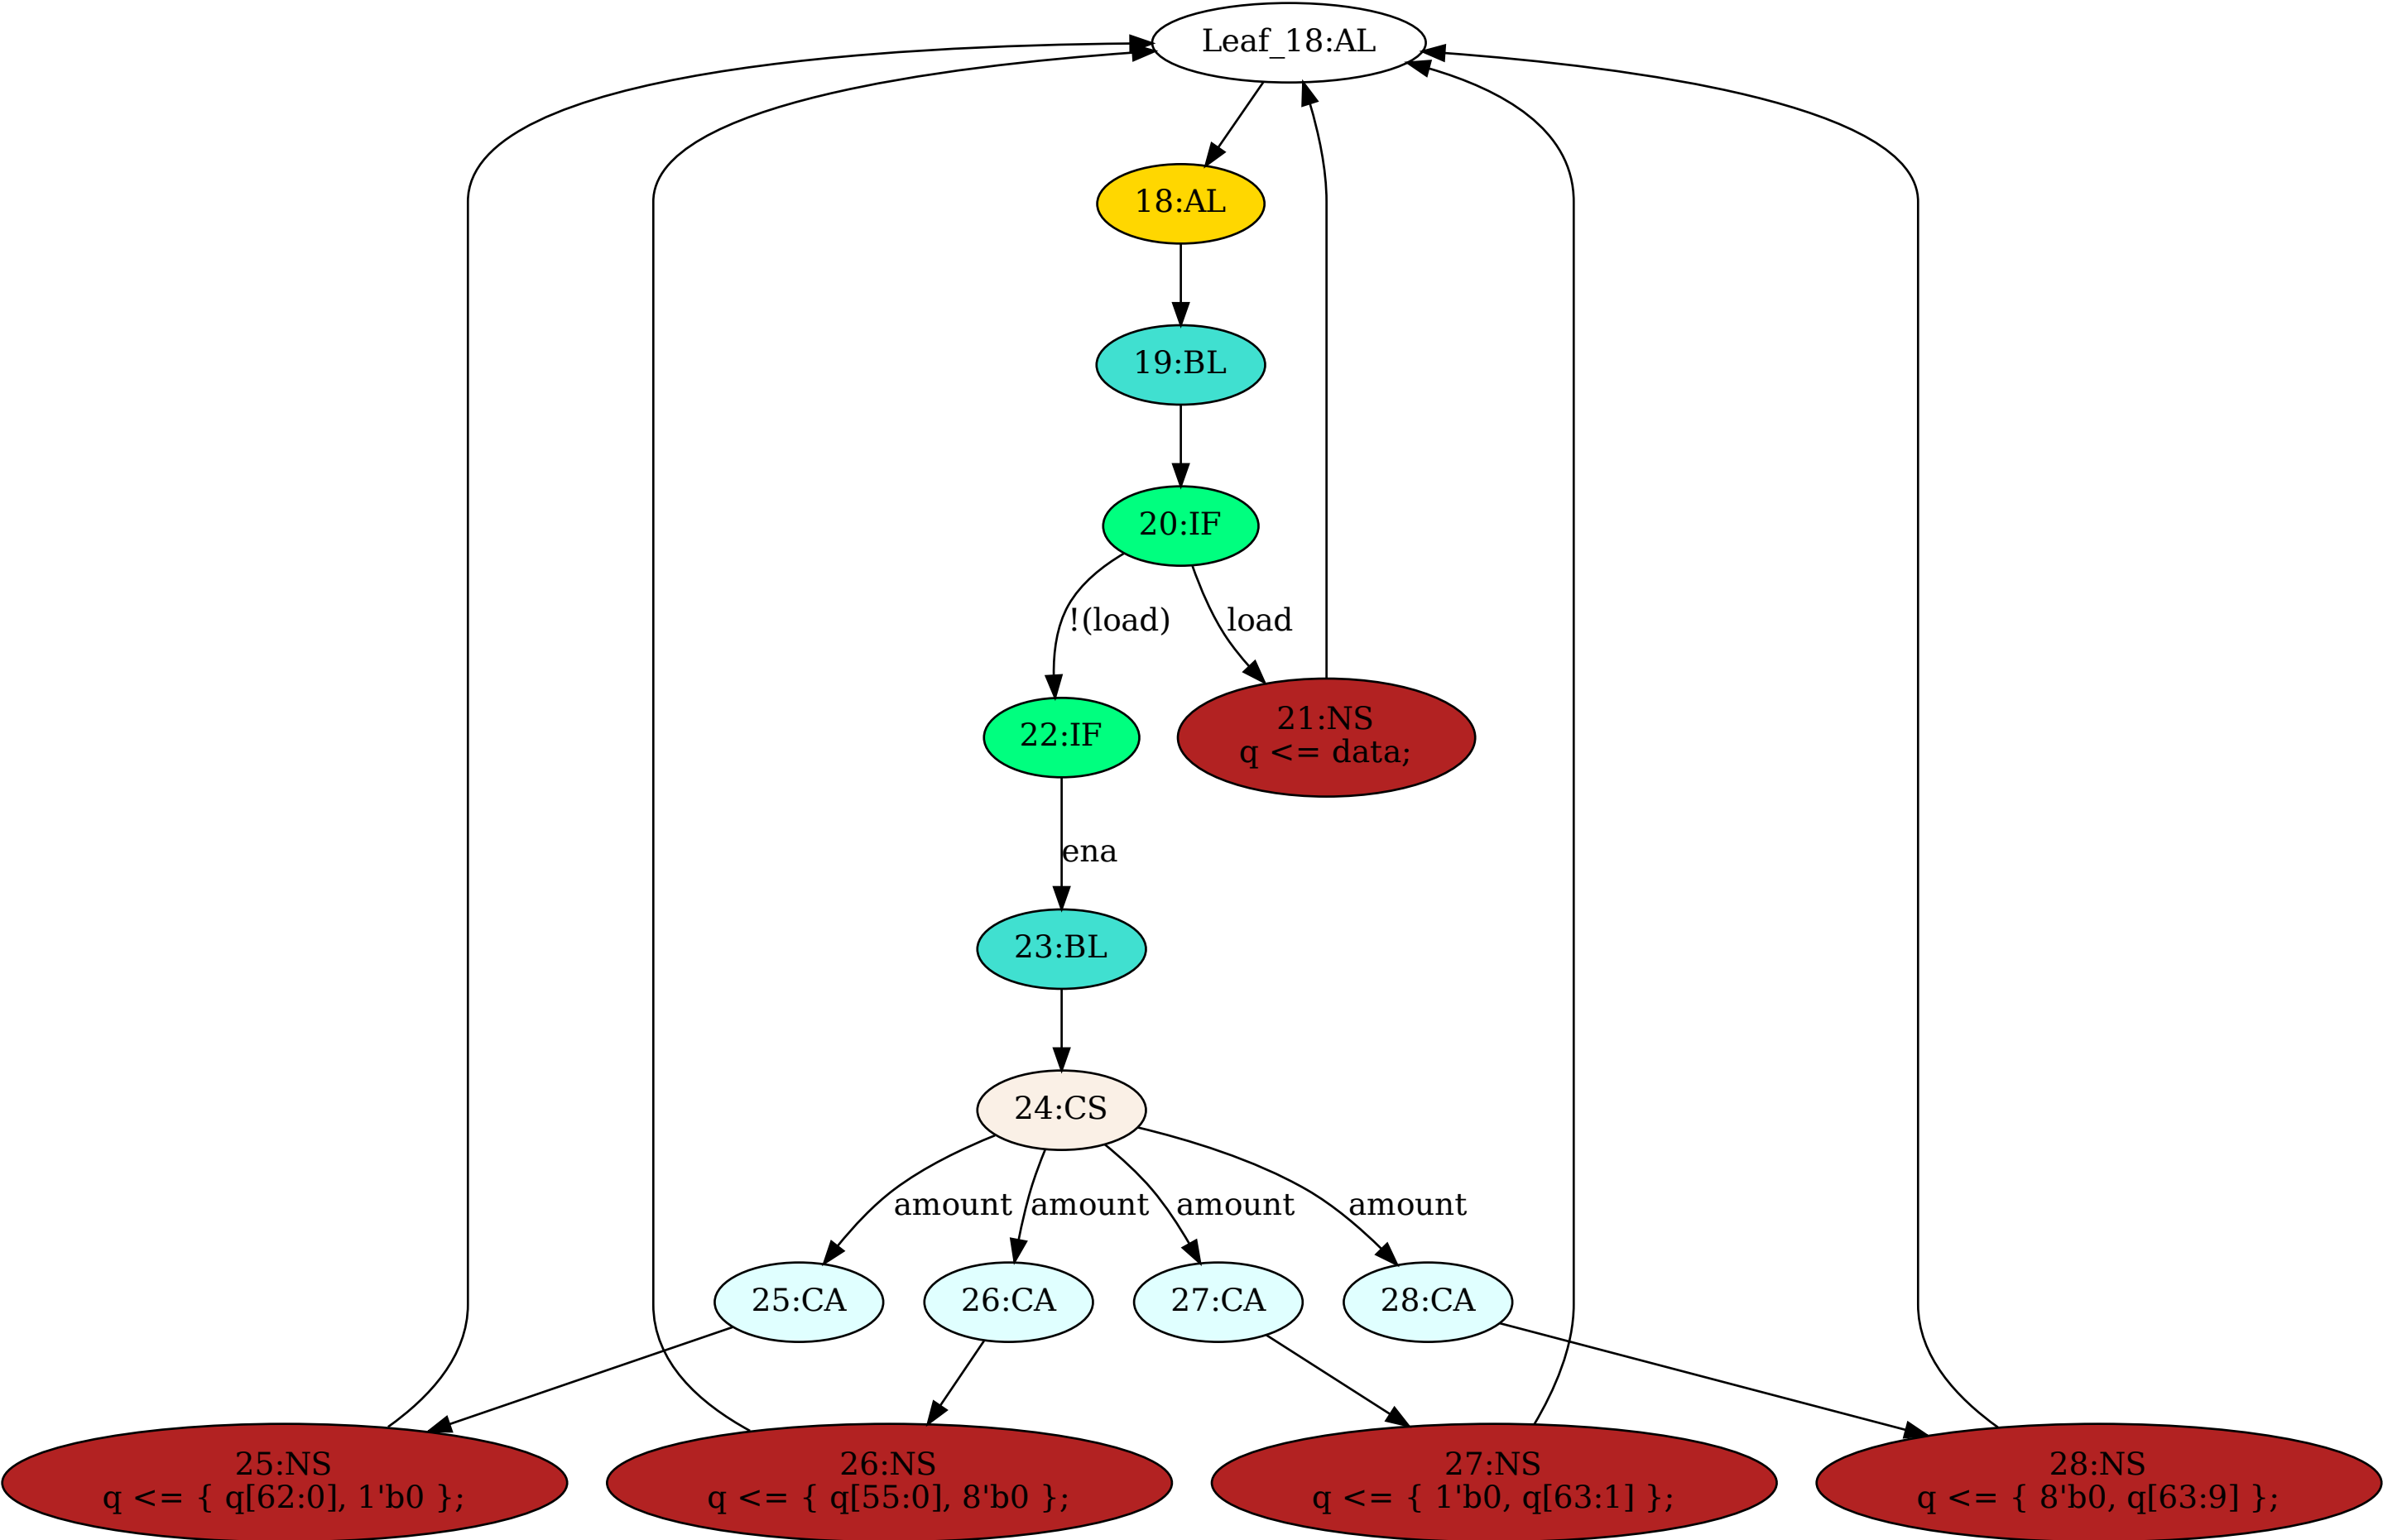 Leaf_18:AL
18:AL
19:BL
20:IF
!(load)
load
22:IF
21:NS
q <= data;
ena
23:BL
24:CS
amount
amount
amount
amount
25:CA
26:CA
27:CA
28:CA
25:NS
q <= { q[62:0], 1'b0 };
26:NS
q <= { q[55:0], 8'b0 };
27:NS
q <= { 1'b0, q[63:1] };
28:NS
q <= { 8'b0, q[63:9] };